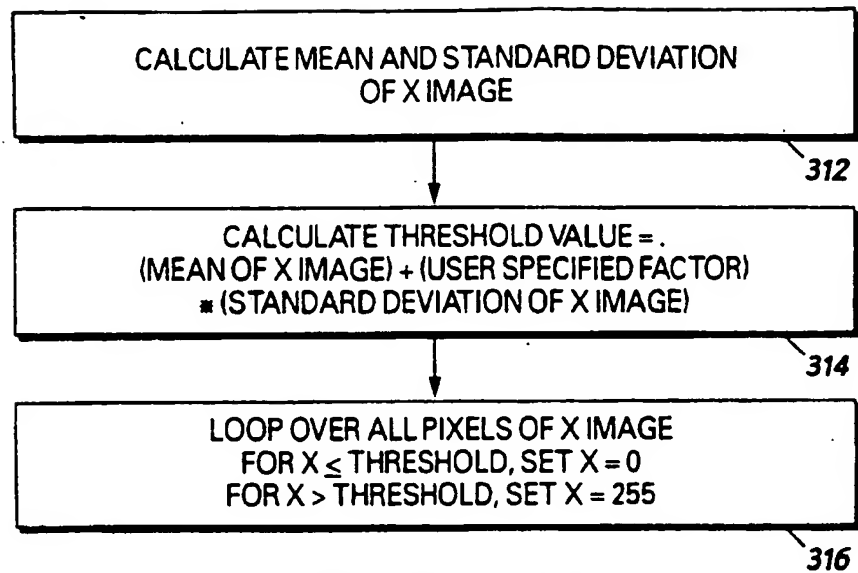 CALCULATE MEAN AND STANDARD DEVIATION
OF X IMAGE
312
CALCULATE THRESHOLD VALUE = .
(MEAN OF X IMAGE) + (USER SPECIFIED FACTOR)
* (STANDARD DEVIATION OF X IMAGE)
314
LOOP OVER ALL PIXELS OF X IMAGE
FOR X ≤ THRESHOLD, SET X = 0
FOR X > THRESHOLD, SET X = 255
316